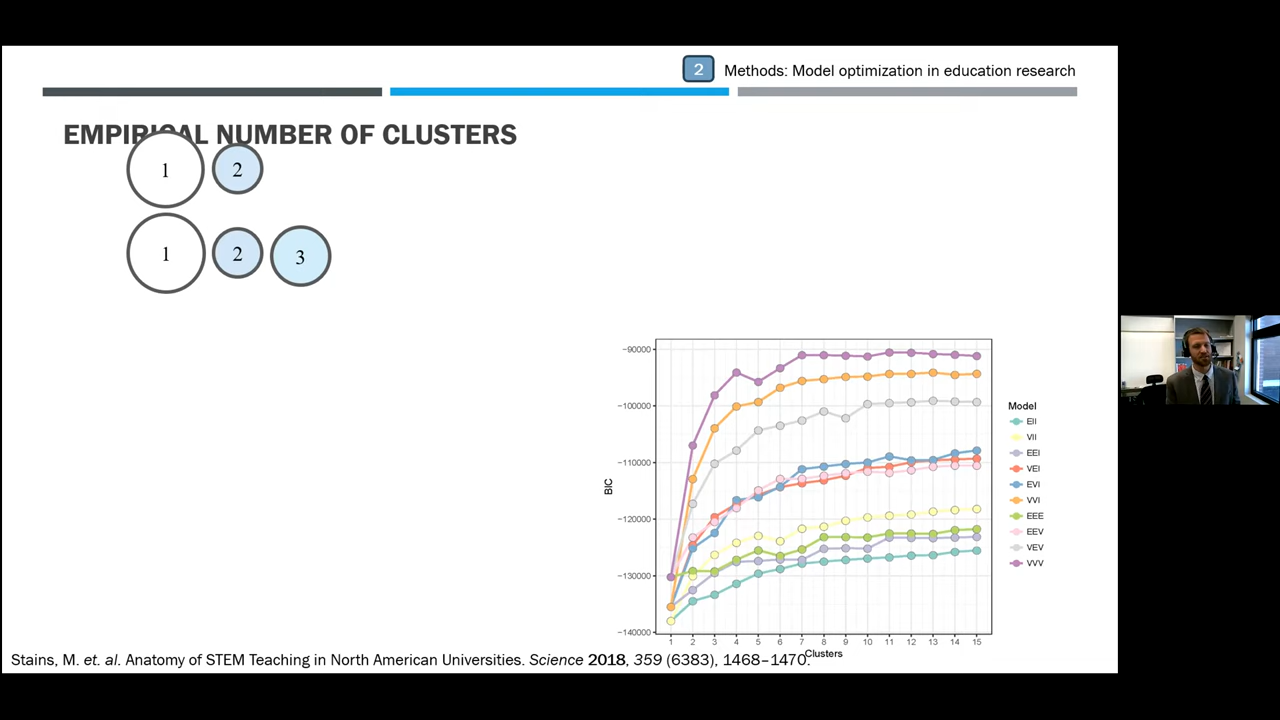 2 Methods: Model optimization in education research
EMPIRICAL NUMBER OF CLUSTERS
1 2
1 2 3
−90000
−100000
−110000
−120000
−130000
−140000
BIC
1 2 3 4 5 6 7 8 9 10 11 12 13 14 15
Clusters
Model
EII
VII
EEI
VEI
EVI
VVI
EEE
EEV
VEV
VVV
Stains, M. et. al. Anatomy of STEM Teaching in North American Universities. Science 2018, 359 (6383), 1468–1470.